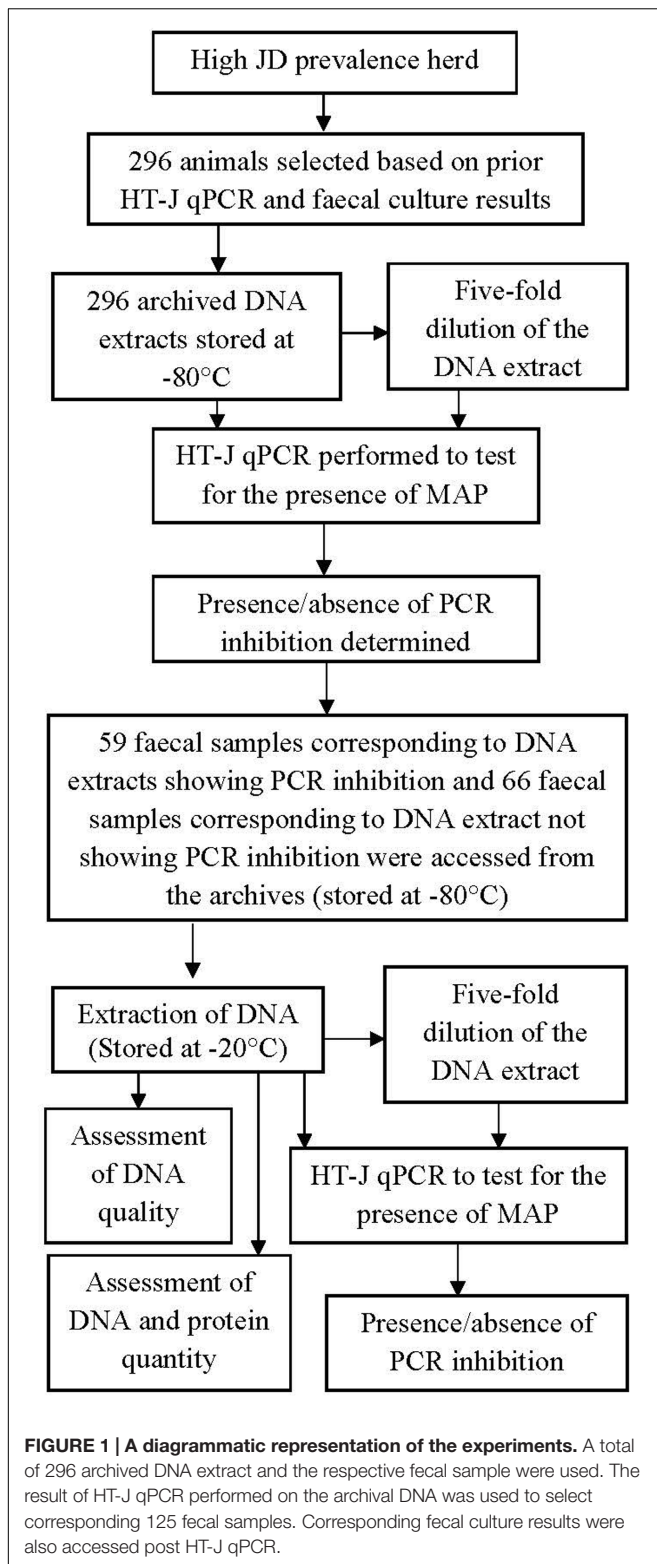 High JD prevalence herd
296 animals selected based on prior
HT-J qPCR and faecal culture results
296 archived DNA
extracts stored at
-80°C
Five-fold
dilution of the
DNA extract
HT-J qPCR performed to test
for the presence of MAP
Presence/absence of PCR
inhibition determined
59 faecal samples corresponding to DNA
extracts showing PCR inhibition and 66 faecal
samples corresponding to DNA extract not
showing PCR inhibition were accessed from
the archives (stored at -80°C)
Extraction of DNA
(Stored at -20°C)
Five-fold
dilution of the
DNA extract
Assessment
of DNA
quality
HT-J qPCR to test for the
presence of MAP
Assessment of
DNA and protein
quantity
Presence/absence of
PCR inhibition
FIGURE 1 | A diagrammatic representation of the experiments. A total
of 296 archived DNA extract and the respective fecal sample were used. The
result of HT-J qPCR performed on the archival DNA was used to select
corresponding 125 fecal samples. Corresponding fecal culture results were
also accessed post HT-J qPCR.